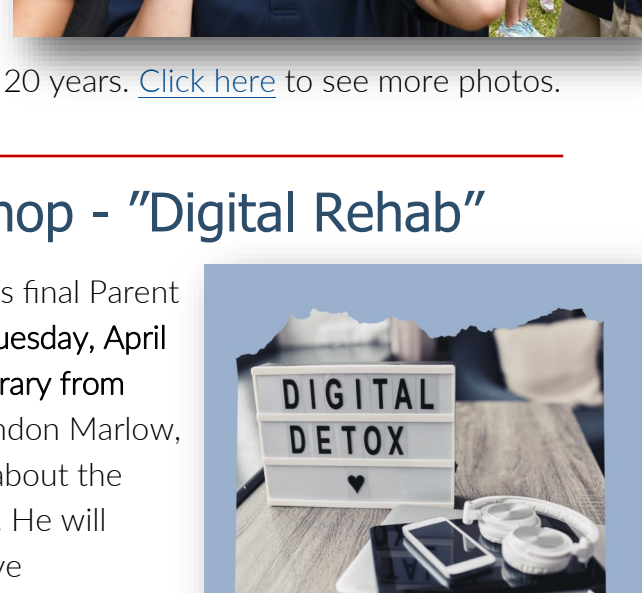 20 years. Click here to see more photos.
hop - ”Digital Rehab”
s final Parent
uesday, April
rary from
ndon Marlow,
about the
. He will
ve
DIGITAL
DETOX
♥